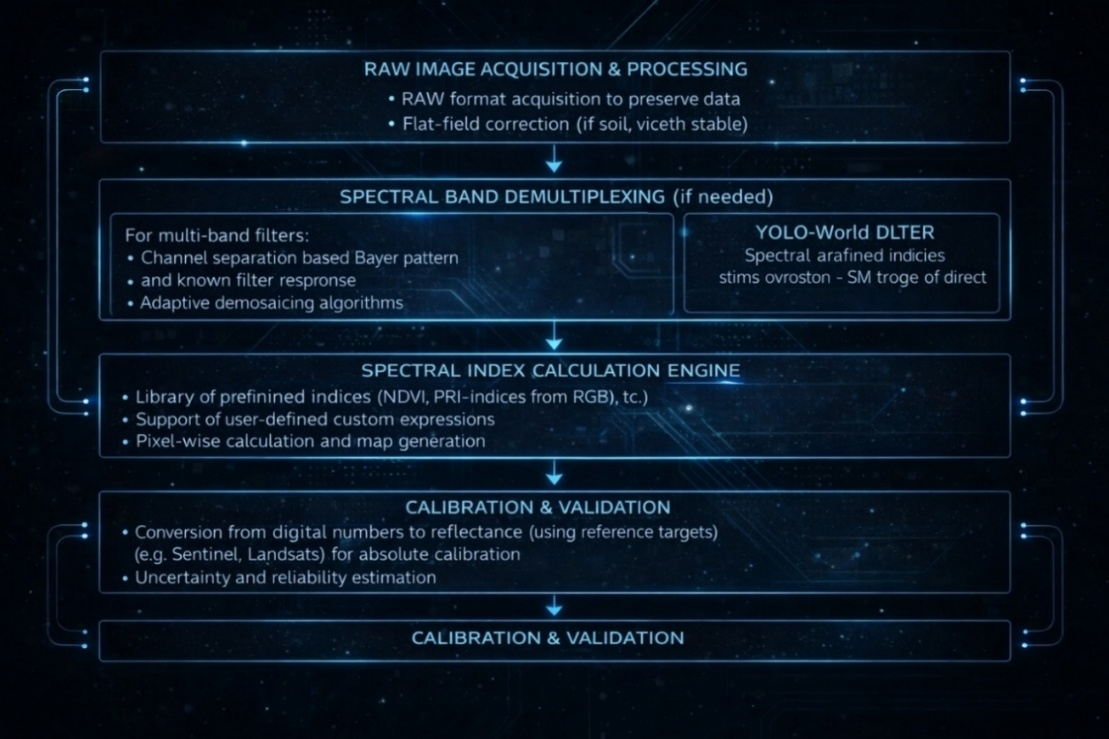 RAW IMAGE ACQUISITION & PROCESSING
• RAW format acquisition to preserve data
• Flat-field correction (if soil, viceth stable)
SPECTRAL BAND DEMULTIPLEXING (if needed)
For multi-band filters:
• Channel separation based Bayer pattern
• and known filter respronse
• Adaptive demosaicing algorithms
YOLO-World DLTER
Spectral arafined indicies
stims ovroston - SM troge of direct
SPECTRAL INDEX CALCULATION ENGINE
• Library of prefinined indices (NDVI, PRI-indices from RGB), tc.)
• Support of user-defined custom expressions
• Pixel-wise calculation and map generation
CALIBRATION & VALIDATION
• Conversion from digital numbers to reflectance (using reference targets)
(e.g. Sentinel, Landsats) for absolute calibration
• Uncertainty and reliability estimation
CALIBRATION & VALIDATION